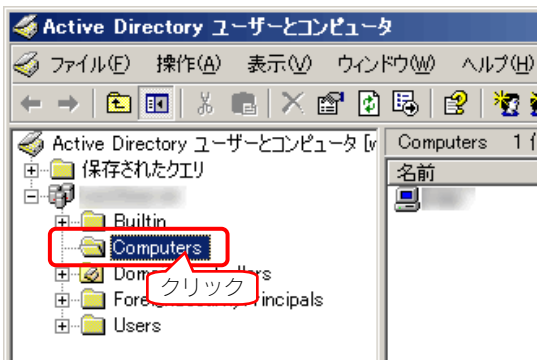 Active Directory ユーザーとコンピュータ
ファイル(F) 操作(A) 表示(V) ウィンドウ(W) ヘルプ(H)
Active Directory ユーザーとコンピュータ
Computers 1
保存されたクエリ
名前
Builtin
Computers
クリック
Users